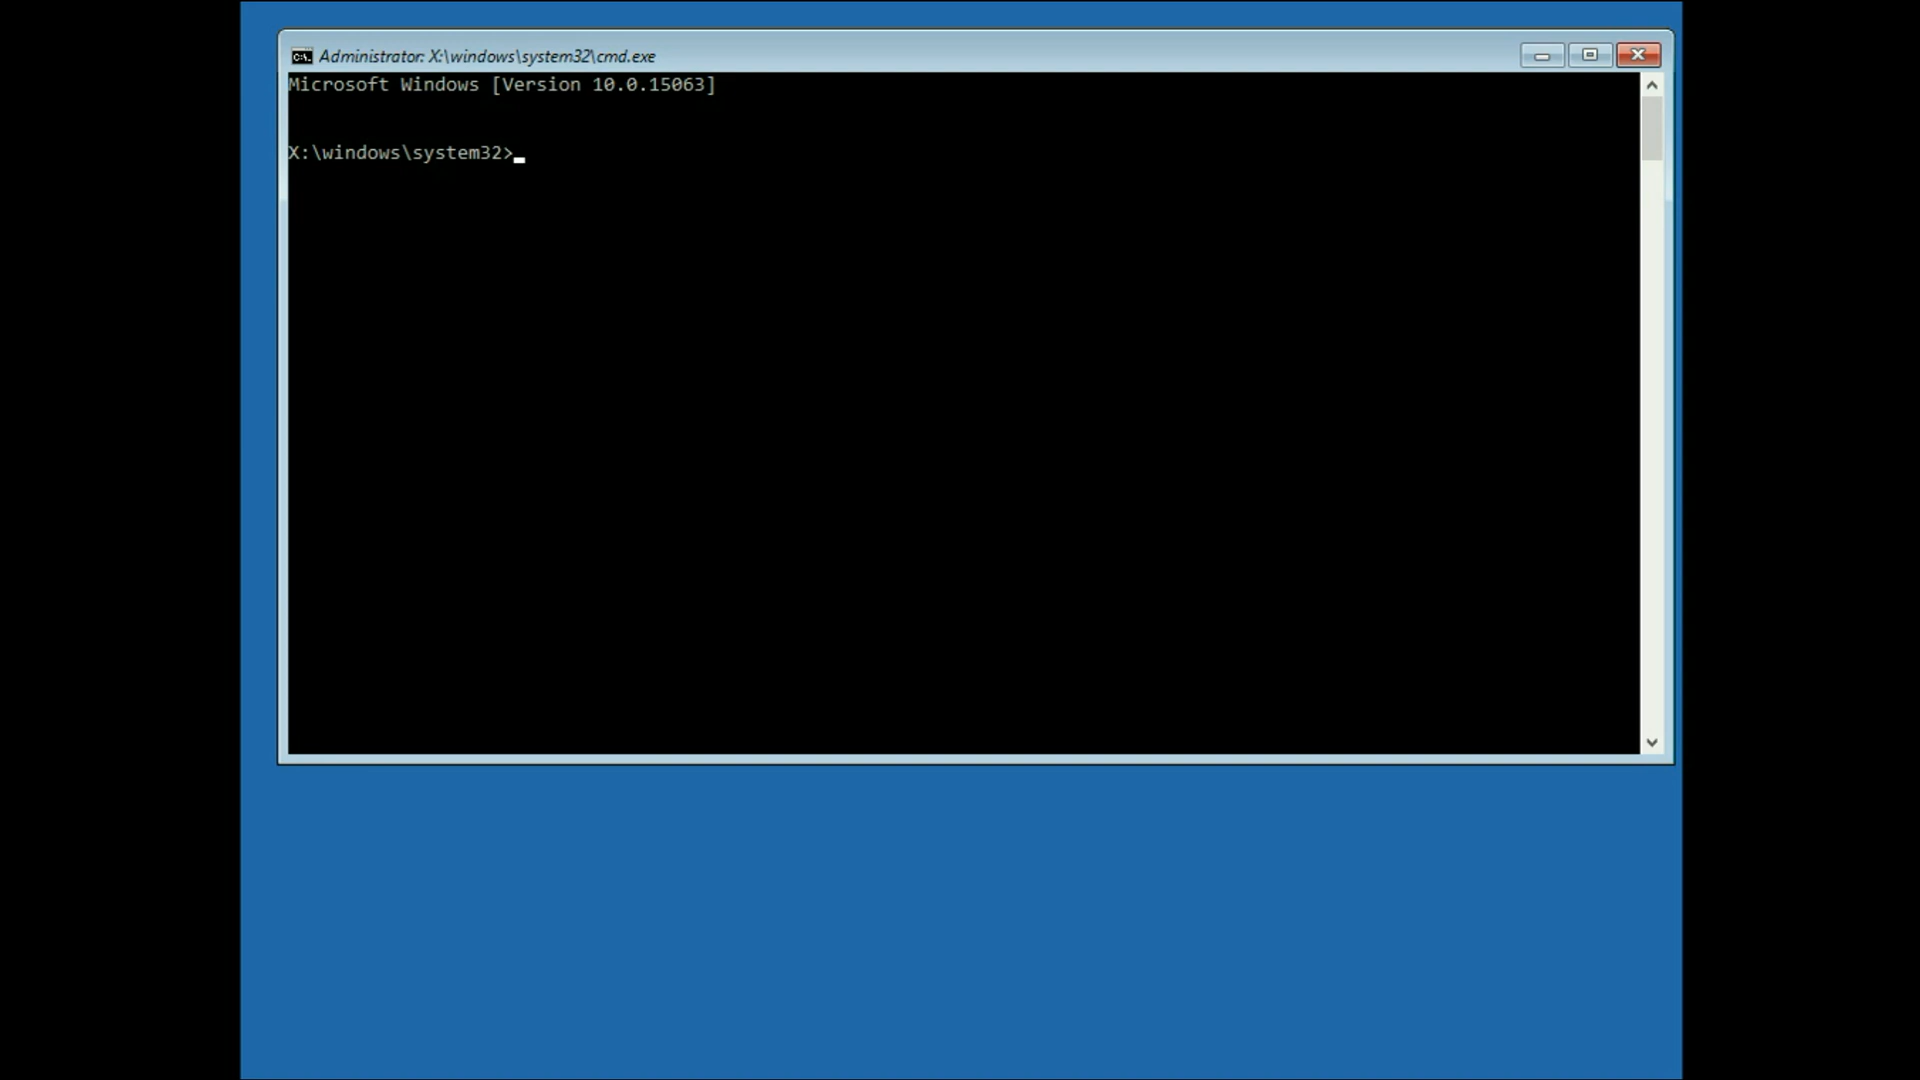 Administrator: X:\windows\system32\cmd.exe
Microsoft Windows [Version 10.0.15063]
X:\windows\system32>